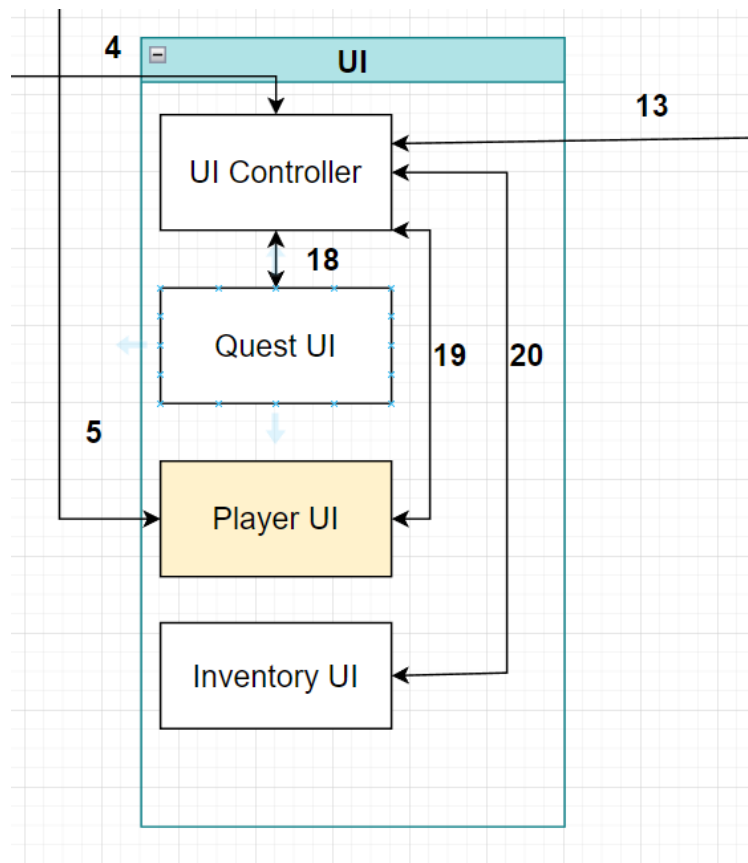 4
UI
13
UI Controller
18
Quest UI
19
20
5
Player UI
Inventory UI